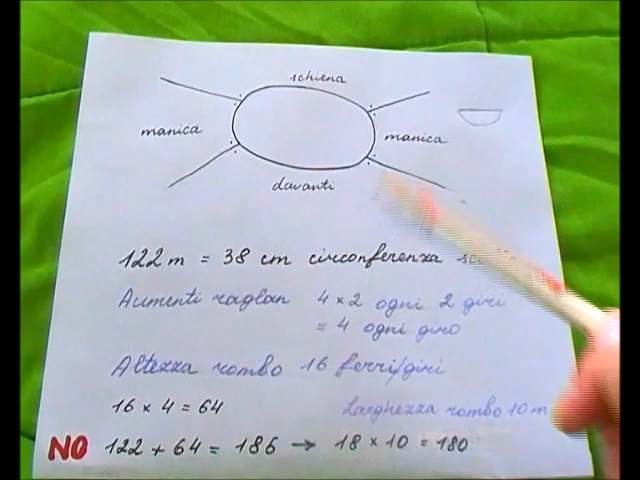 schiena
manica
manica
davanti
122 m = 38 cm circonferenza
Aumenti raglan 4 x 2 ogni 2 giri
= 4 ogni giro
Altezza rombo 16 ferri/giri
16 x 4 = 64
Larghezza rombo 10 m
NO 122 + 64 = 186 → 18 x 10 = 180